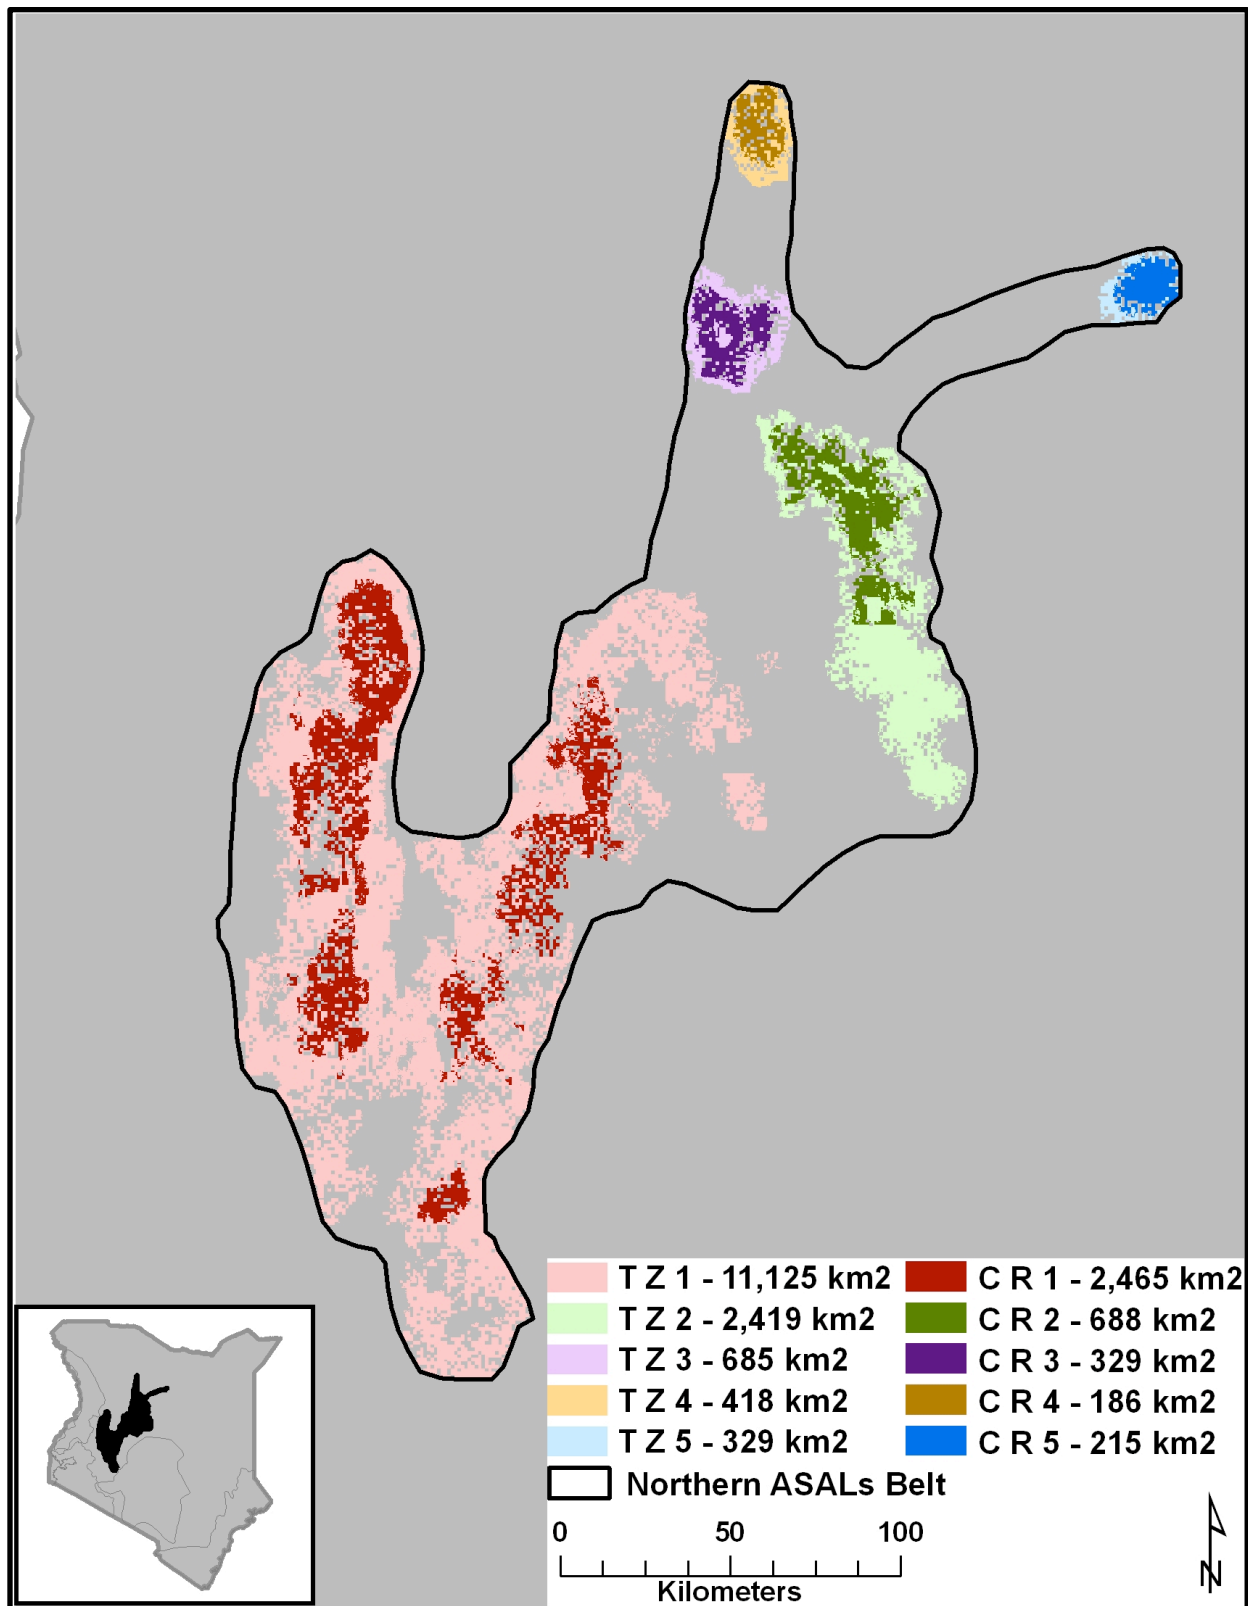 T Z 1 - 11,125 km2
C R 1 - 2,465 km2
T Z 2 - 2,419 km2
C R 2 - 688 km2
T Z 3 - 685 km2
C R 3 - 329 km2
T Z 4 - 418 km2
C R 4 - 186 km2
T Z 5 - 329 km2
C R 5 - 215 km2
Northern ASALs Belt
0 50 100
Kilometers
N